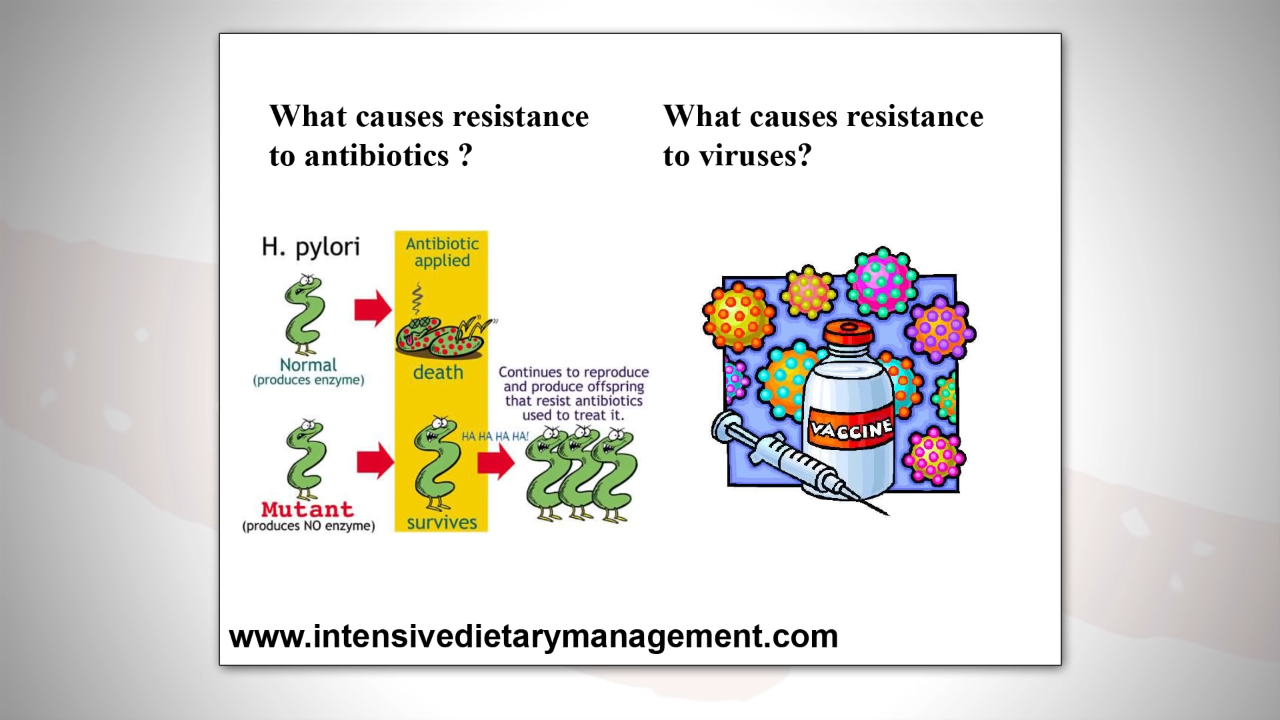 What causes resistance
to antibiotics ?
What causes resistance
to viruses?
H. pylori
Antibiotic
applied
Normal
(produces enzyme)
death
Continues to reproduce
and produce offspring
that resist antibiotics
used to treat it.
HA HA HA HA!
Mutant
(produces NO enzyme)
survives
VACCINE
www.intensivedietarymanagement.com